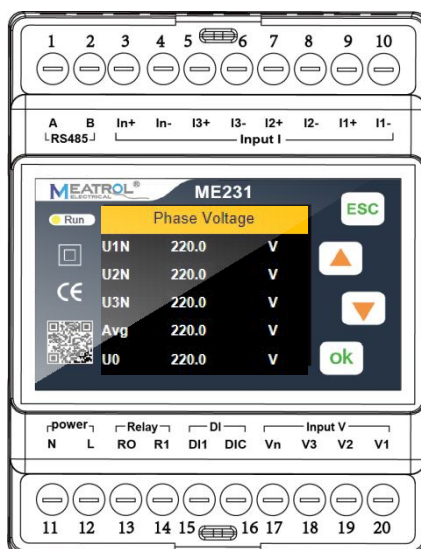 1 2 3 4 5 6 7 8 9 10
A B In+ In- I3+ I3- I2+ I2- I1+ I1-
RS485 Input I
MEATROL® ME231
ELECTRICAL
ESC
Run Phase Voltage
U1N 220.0 V
U2N 220.0 V
CE U3N 220.0 V
Avg 220.0 V
U0 220.0 V
ok
power Relay DI Input V
N L RO R1 DI1 DIC Vn V3 V2 V1
11 12 13 14 15 16 17 18 19 20